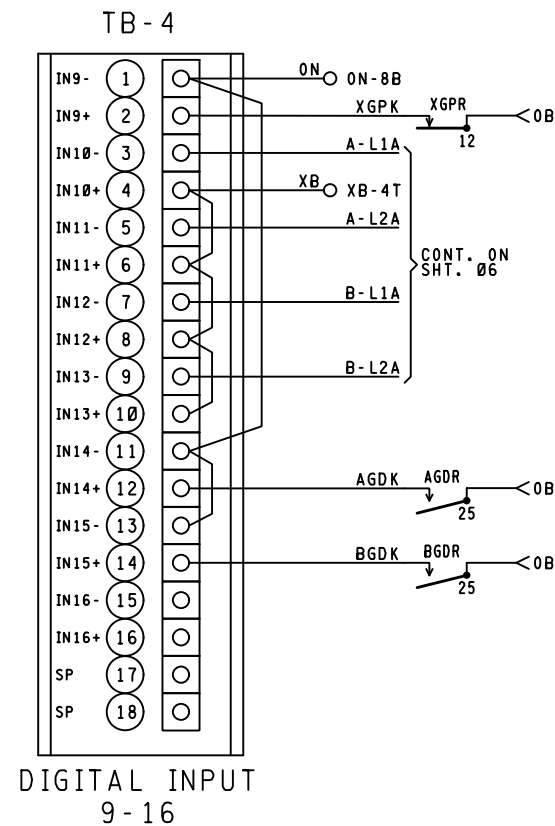 TB-4
IN9- 1 0N 0N-8B
IN9+ 2 XGPK XGPR 12 0B
IN10- 3 A-L1A
IN10+ 4 XB XB-4T
IN11- 5 A-L2A
IN11+ 6 CONT. ON
SHT. 06
IN12- 7 B-L1A
IN12+ 8
IN13- 9 B-L2A
IN13+ 10
IN14- 11
IN14+ 12 AGDK AGDR 25 0B
IN15- 13
IN15+ 14 BGDK BGDR 25 0B
IN16- 15
IN16+ 16
SP 17
SP 18
DIGITAL INPUT
9-16